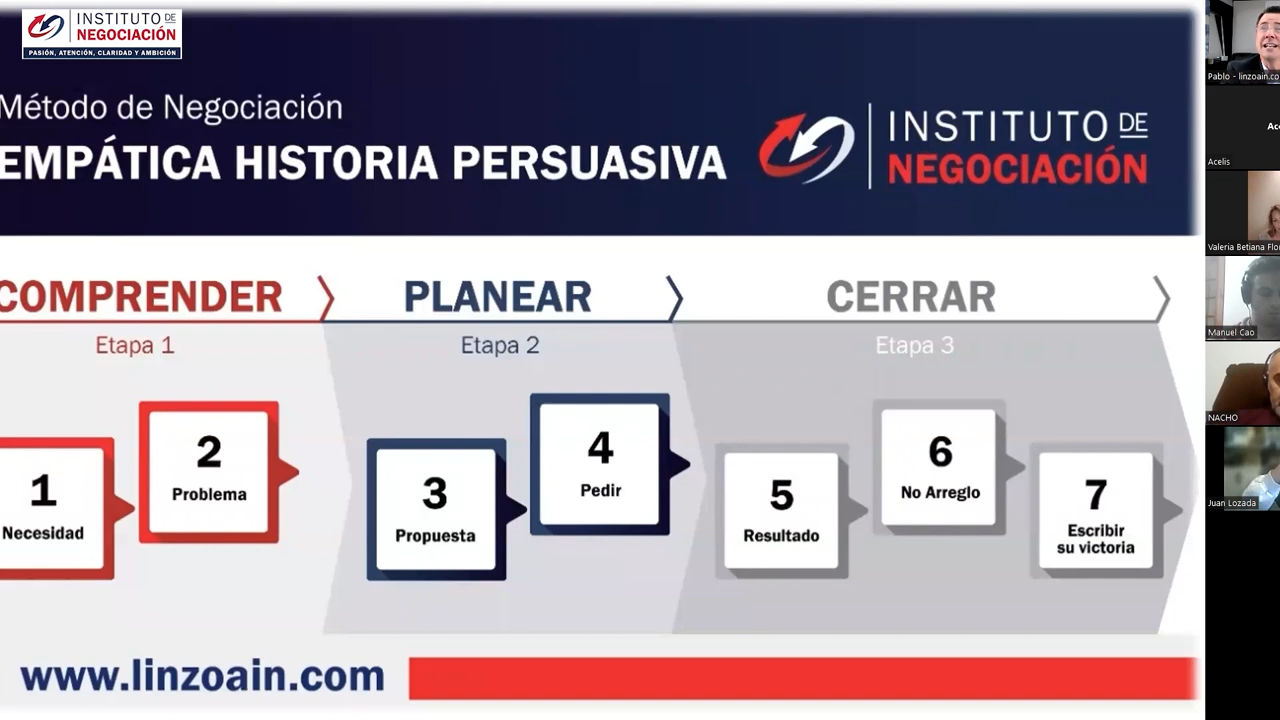 INSTITUTO DE
NEGOCIACIÓN
PASIÓN, ATENCIÓN, CLARIDAD Y AMBICIÓN
Método de Negociación
EMPÁTICA HISTORIA PERSUASIVA
INSTITUTO DE
NEGOCIACIÓN
COMPRENDER
PLANEAR
CERRAR
Etapa 1
Etapa 2
Etapa 3
1
Necesidad
2
Problema
3
Propuesta
4
Pedir
5
Resultado
6
No Arreglo
7
Escribir
su victoria
www.linzoain.com
Pablo - linzoain.co
Ace
Acelis
Valeria Betiana Flo
Manuel Cao
NACHO
Juan Lozada